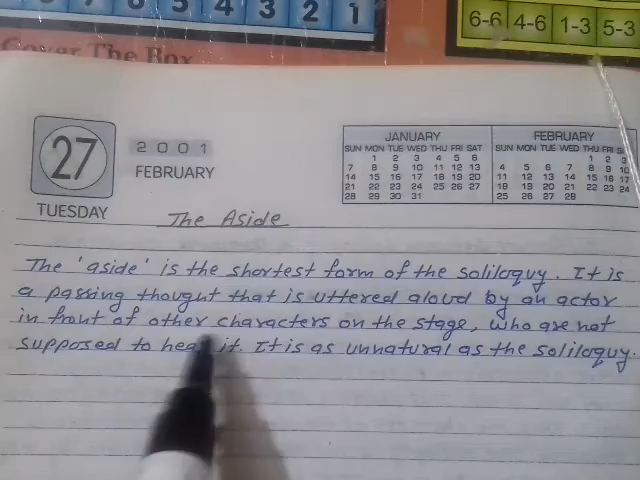 5 4 3 2 1
6-6 4-6 1-3 5-3
Cover The Box
27
2001
FEBRUARY
TUESDAY
JANUARY
SUN MON TUE WED THU FRI SAT
1 2 3 4 5 6
7 8 9 10 11 12 13
14 15 16 17 18 19 20
21 22 23 24 25 26 27
28 29 30 31
FEBRUARY
SUN MON TUE WED THU FRI
1 2 3
4 5 6 7 8 9 10
11 12 13 14 15 16 17
18 19 20 21 22 23 24
25 26 27 28
The Aside
The 'aside' is the shortest form of the soliloquy. It is
a passing thougnt that is uttered aloud by an actor
in front of other characters on the stage, who are not
supposed to hear it. It is as unnatural as the soliloquy.